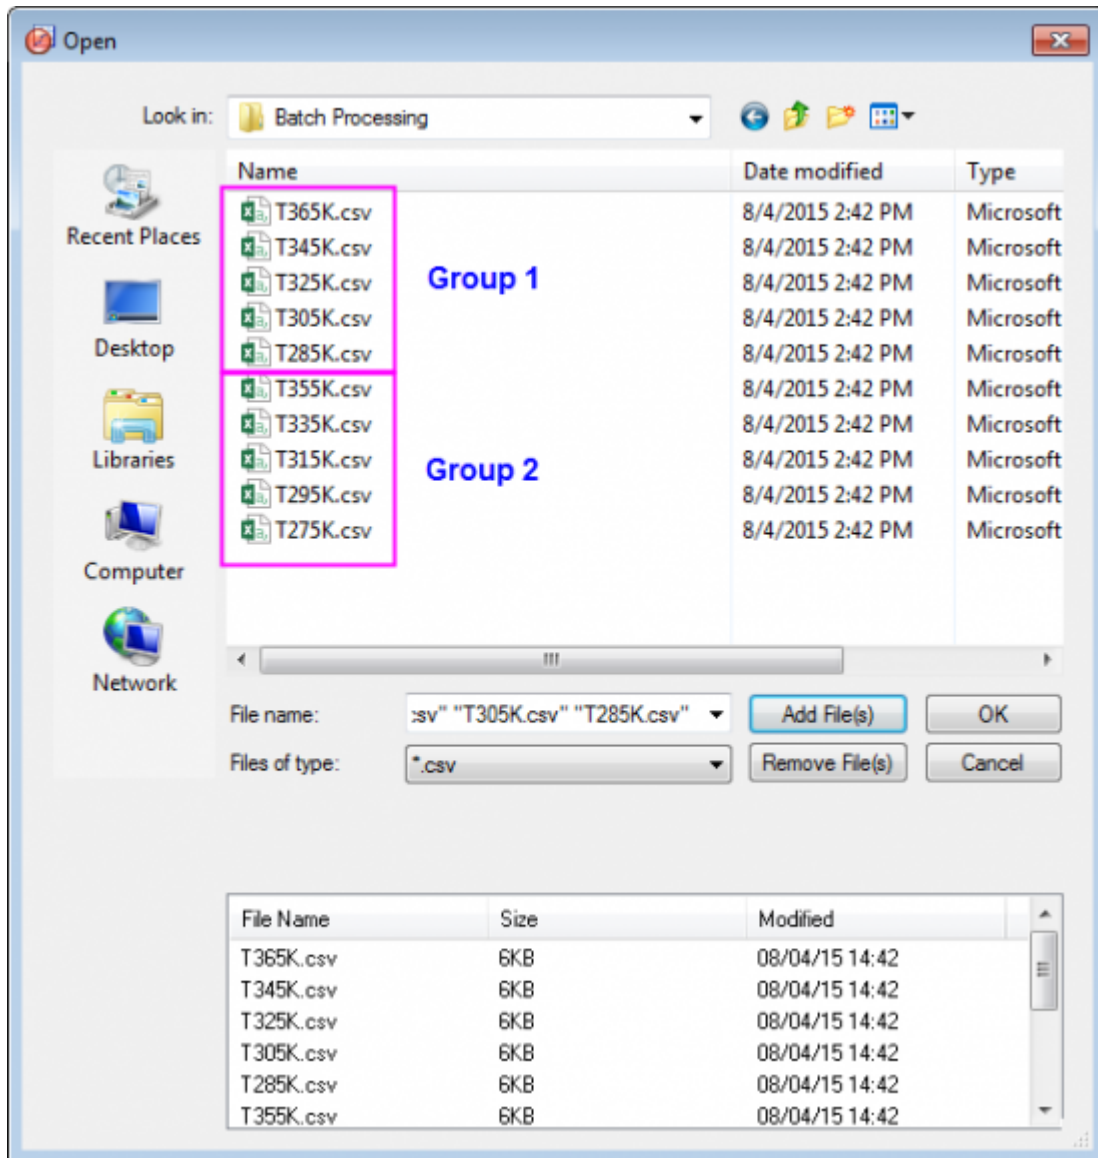 Open
Look in: Batch Processing
Name Date modified Type
T365K.csv 8/4/2015 2:42 PM Microsoft
T345K.csv 8/4/2015 2:42 PM Microsoft
T325K.csv 8/4/2015 2:42 PM Microsoft
T305K.csv 8/4/2015 2:42 PM Microsoft
T285K.csv 8/4/2015 2:42 PM Microsoft
T355K.csv 8/4/2015 2:42 PM Microsoft
T335K.csv 8/4/2015 2:42 PM Microsoft
T315K.csv 8/4/2015 2:42 PM Microsoft
T295K.csv 8/4/2015 2:42 PM Microsoft
T275K.csv 8/4/2015 2:42 PM Microsoft
Group 1
Group 2
Recent Places
Desktop
Libraries
Computer
Network
File name: :sv" "T305K.csv" "T285K.csv" Add File(s) OK
Files of type: *.csv Remove File(s) Cancel
File Name Size Modified
T365K.csv 6KB 08/04/15 14:42
T345K.csv 6KB 08/04/15 14:42
T325K.csv 6KB 08/04/15 14:42
T305K.csv 6KB 08/04/15 14:42
T285K.csv 6KB 08/04/15 14:42
T355K.csv 6KB 08/04/15 14:42